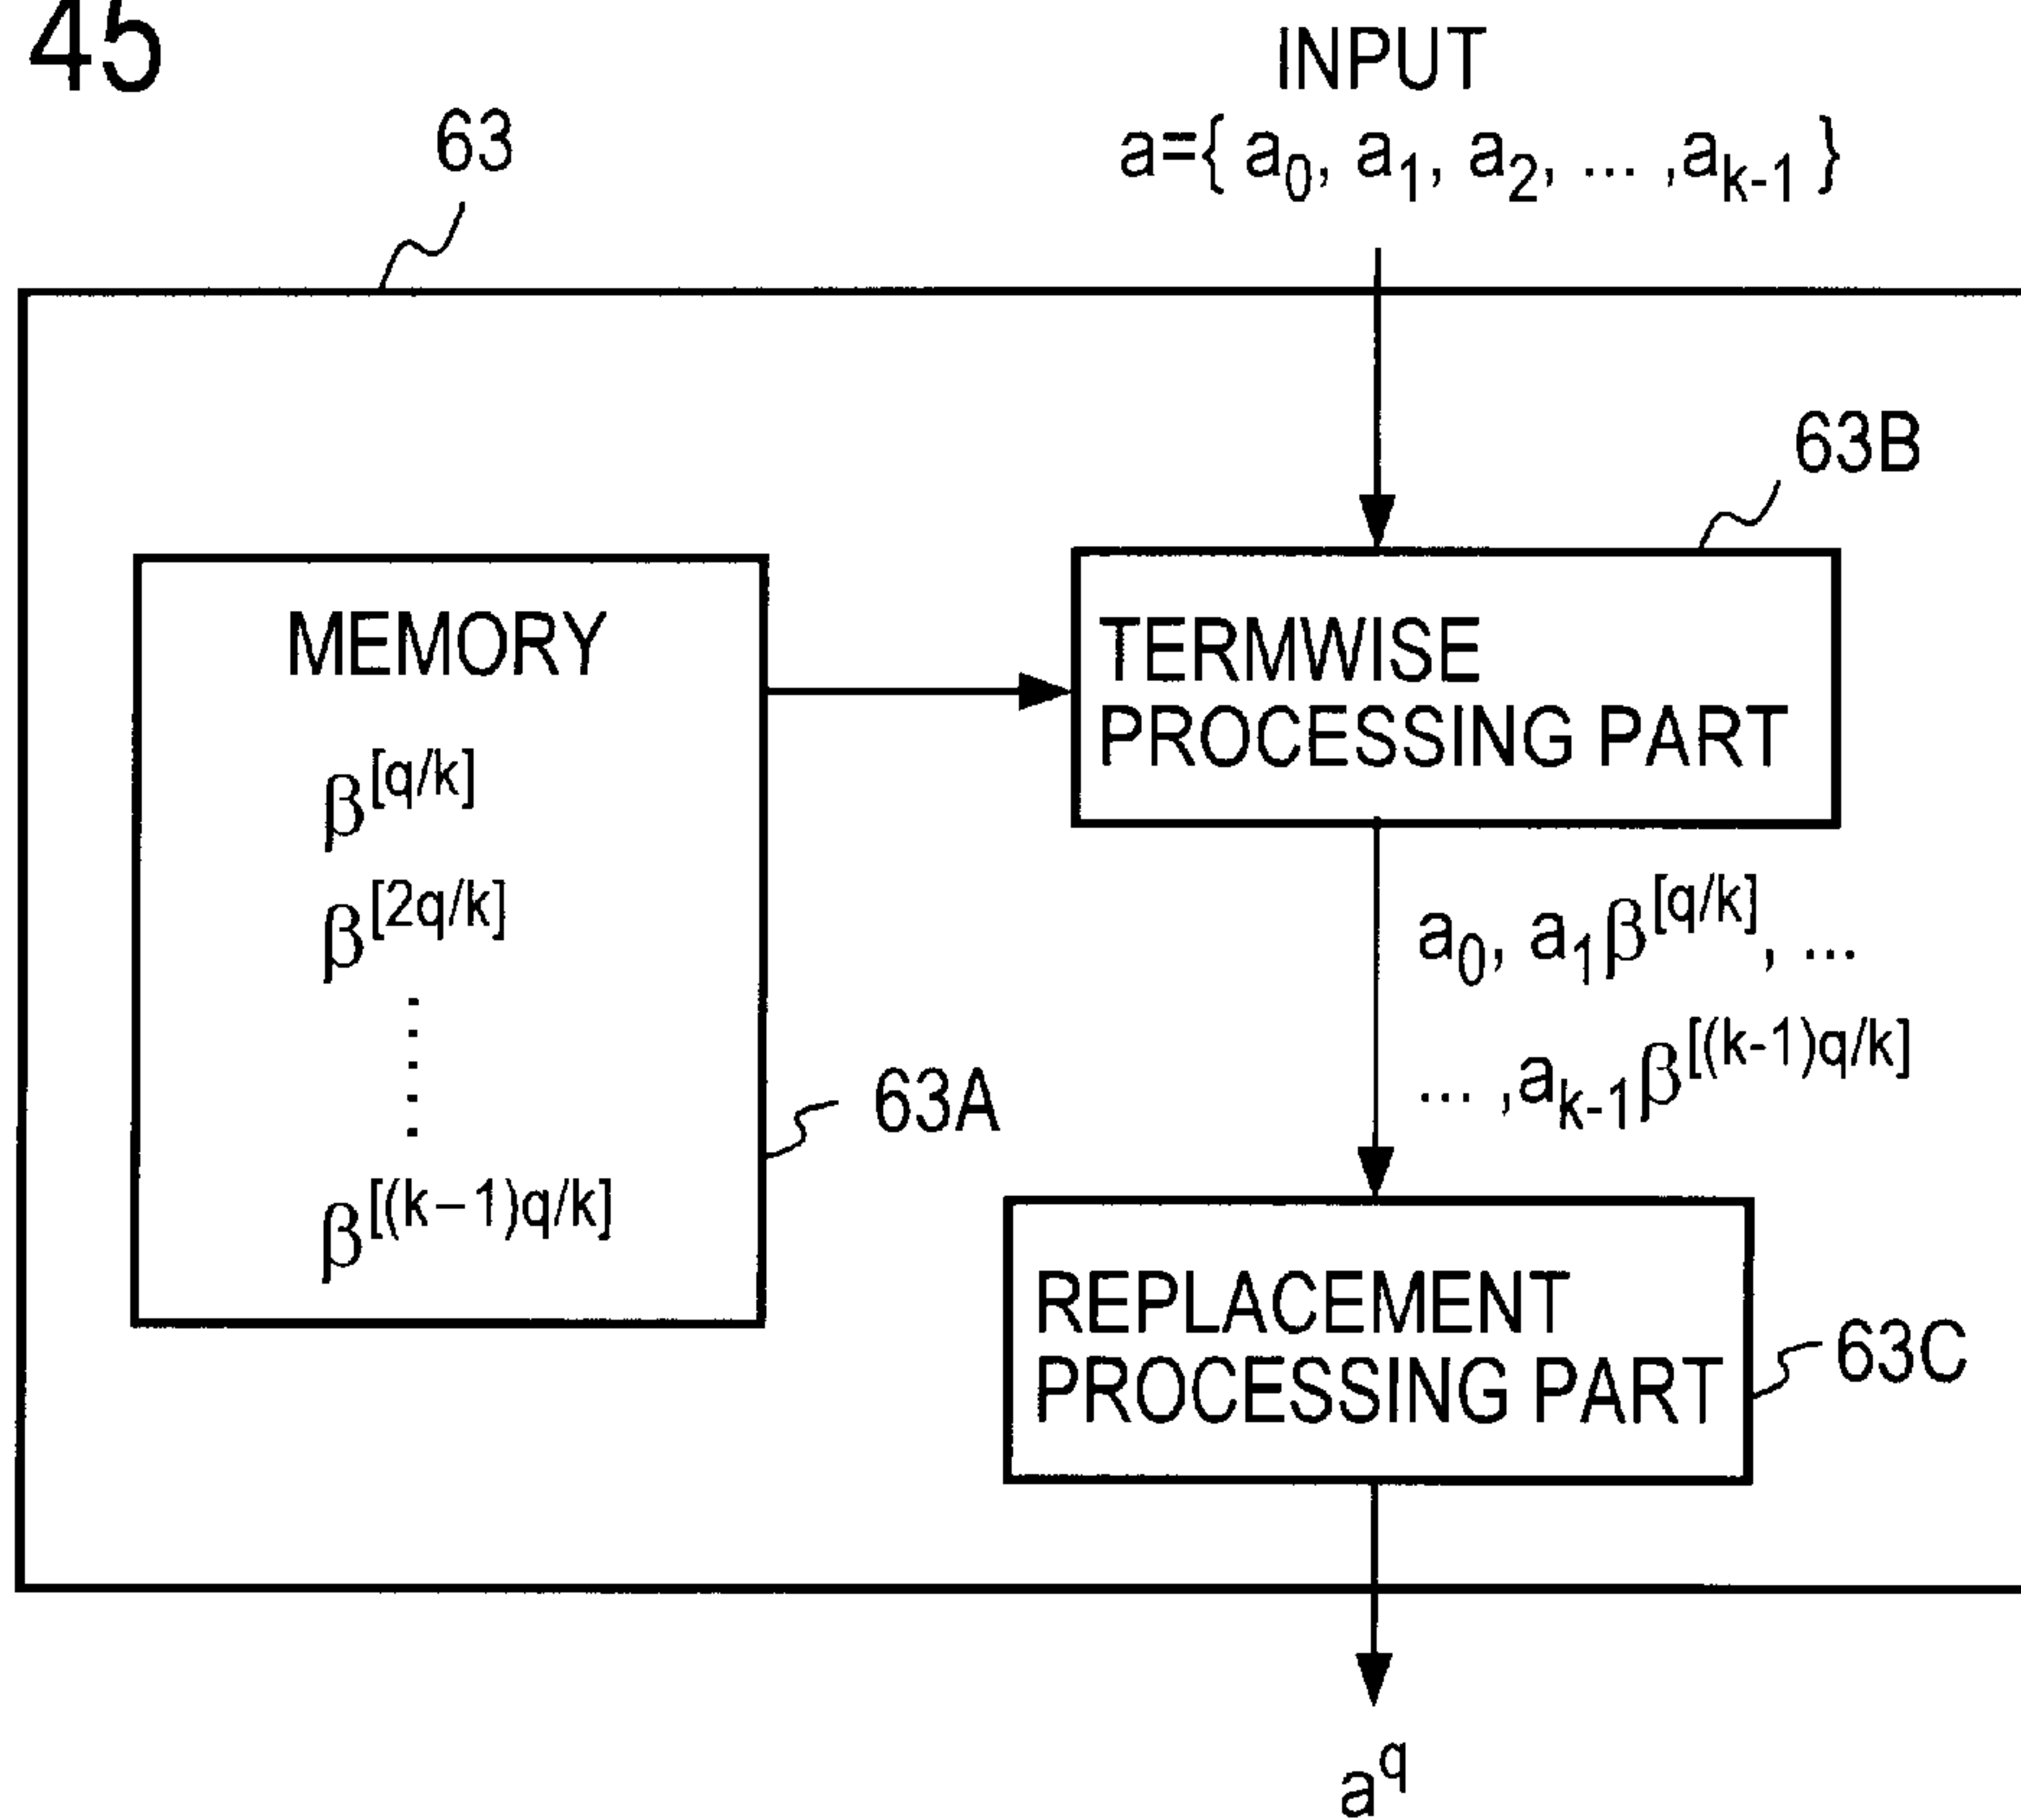 45
INPUT
a={ a₀, a₁, a₂, ... ,aₖ₋₁ }
63
63B
MEMORY
β^[q/k]
β^[2q/k]
β^[(k−1)q/k]
63A
TERMWISE
PROCESSING PART
a₀, a₁β^[q/k], ...
... ,aₖ₋₁β^[(k-1)q/k]
REPLACEMENT
PROCESSING PART
63C
a^q